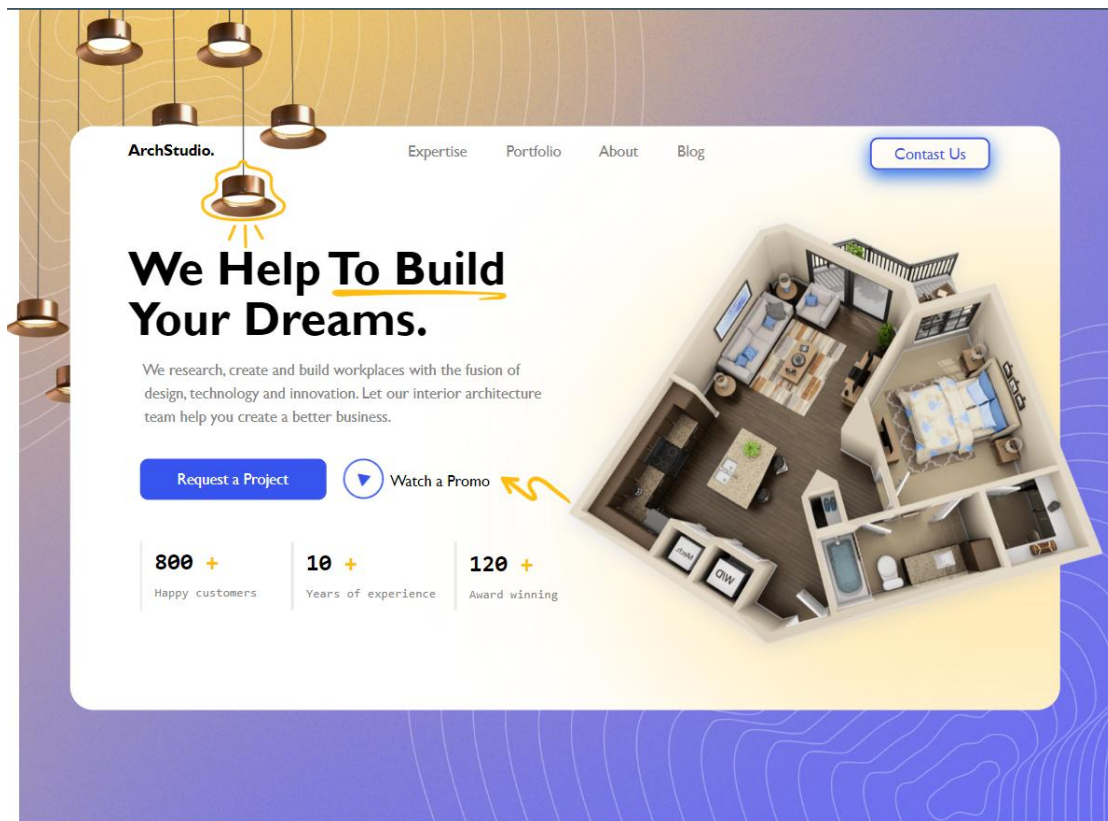 ArchStudio.
Expertise Portfolio About Blog
Contast Us
We Help To Build
Your Dreams.
We research, create and build workplaces with the fusion of
design, technology and innovation. Let our interior architecture
team help you create a better business.
Request a Project
Watch a Promo
800 +
Happy customers
10 +
Years of experience
120 +
Award winning
W/D